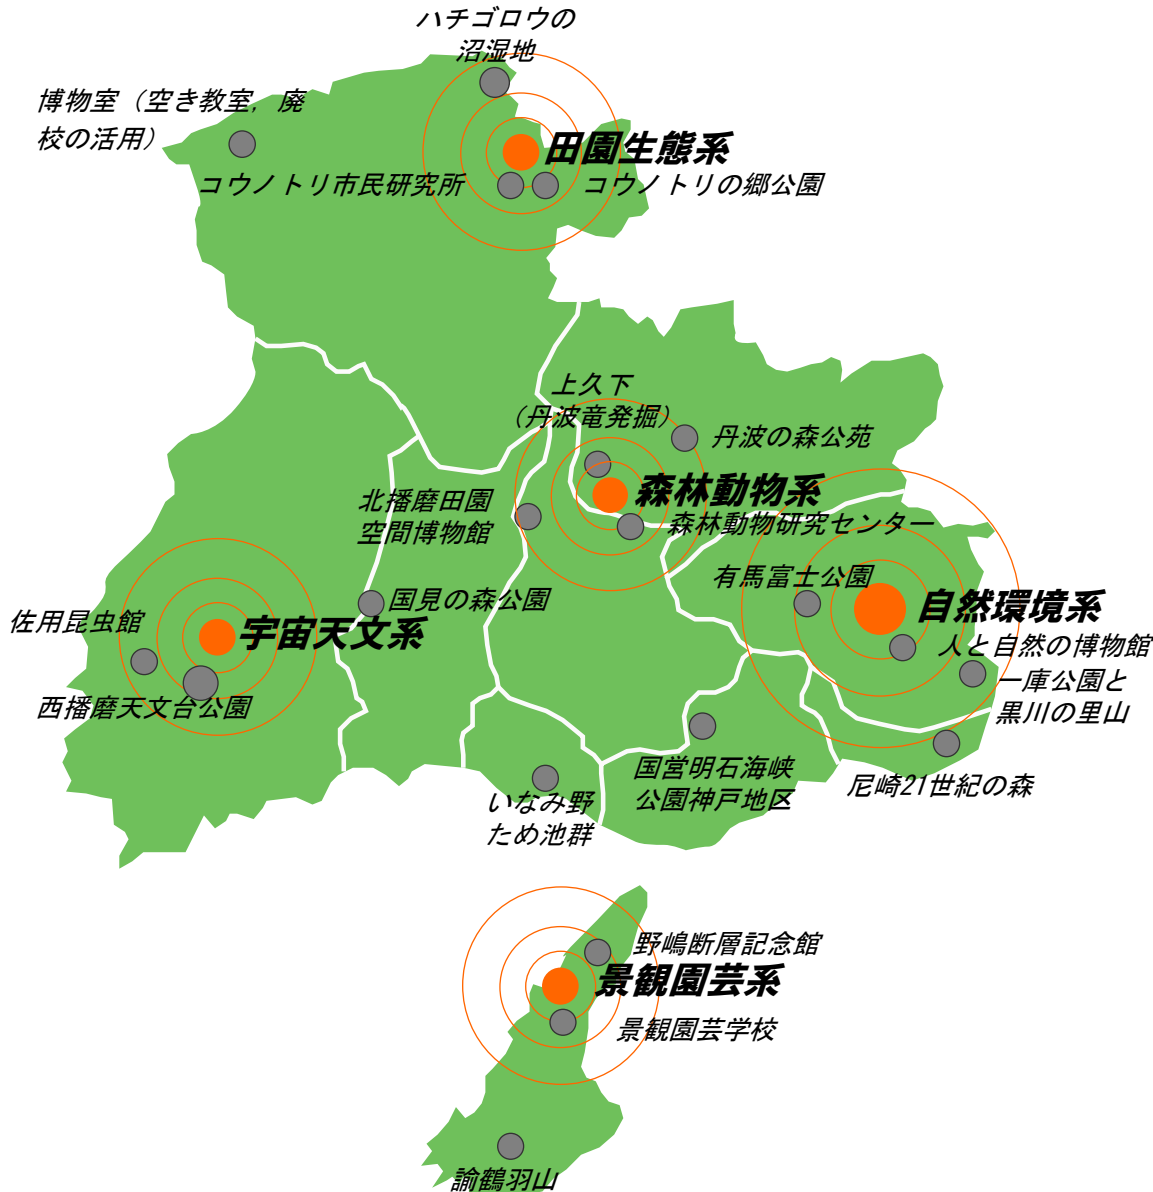 ハチゴロウの
沼湿地
博物室（空き教室，廃
校の活用）
田園生態系
コウノトリ市民研究所
コウノトリの郷公園
上久下
（丹波竜発掘）
丹波の森公苑
森林動物系
北播磨田園
空間博物館
森林動物研究センター
有馬富士公園
国見の森公園
自然環境系
佐用昆虫館
宇宙天文系
人と自然の博物館
一庫公園と
黒川の里山
西播磨天文台公園
国営明石海峡
公園神戸地区
尼崎21世紀の森
いなみ野
ため池群
野嶋断層記念館
景観園芸系
景観園芸学校
諭鶴羽山